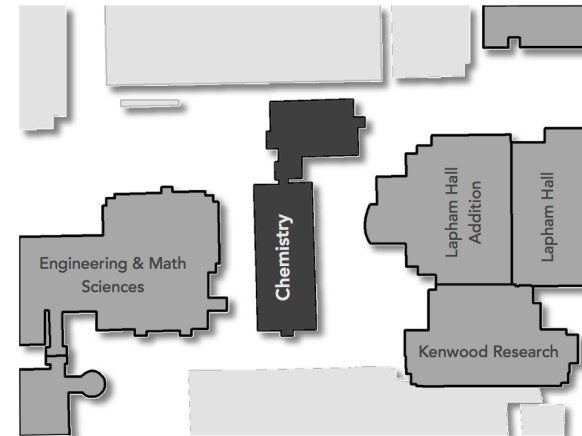 Engineering & Math
Sciences
Chemistry
Lapham Hall
Addition
Lapham Hall
Kenwood Research